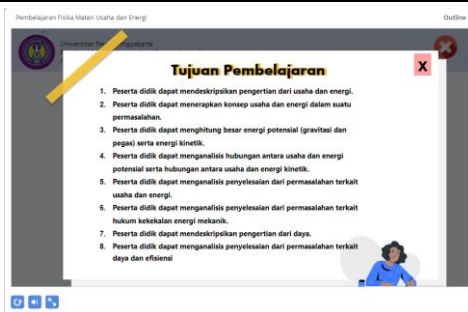 Pembelajaran Fisika Materi Usaha dan Energi
Outline
Universitas Yogyakarta
Tujuan Pembelajaran
X
1. Peserta didik dapat mendeskripsikan pengertian dari usaha dan energi.
2. Peserta didik dapat menerapkan konsep usaha dan energi dalam suatu
permasalahan.
3. Peserta didik dapat menghitung besar energi potensial (gravitasi dan
pegas) serta energi kinetik.
4. Peserta didik dapat menganalisis hubungan antara usaha dan energi
potensial serta hubungan antara usaha dan energi kinetik.
5. Peserta didik dapat menganalisis penyelesaian dari permasalahan terkait
usaha dan energi.
6. Peserta didik dapat menganalisis penyelesaian dari permasalahan terkait
hukum kekekalan energi mekanik.
7. Peserta didik dapat mendeskripsikan pengertian dari daya.
8. Peserta didik dapat menganalisis penyelesaian dari permasalahan terkait
daya dan efisiensi